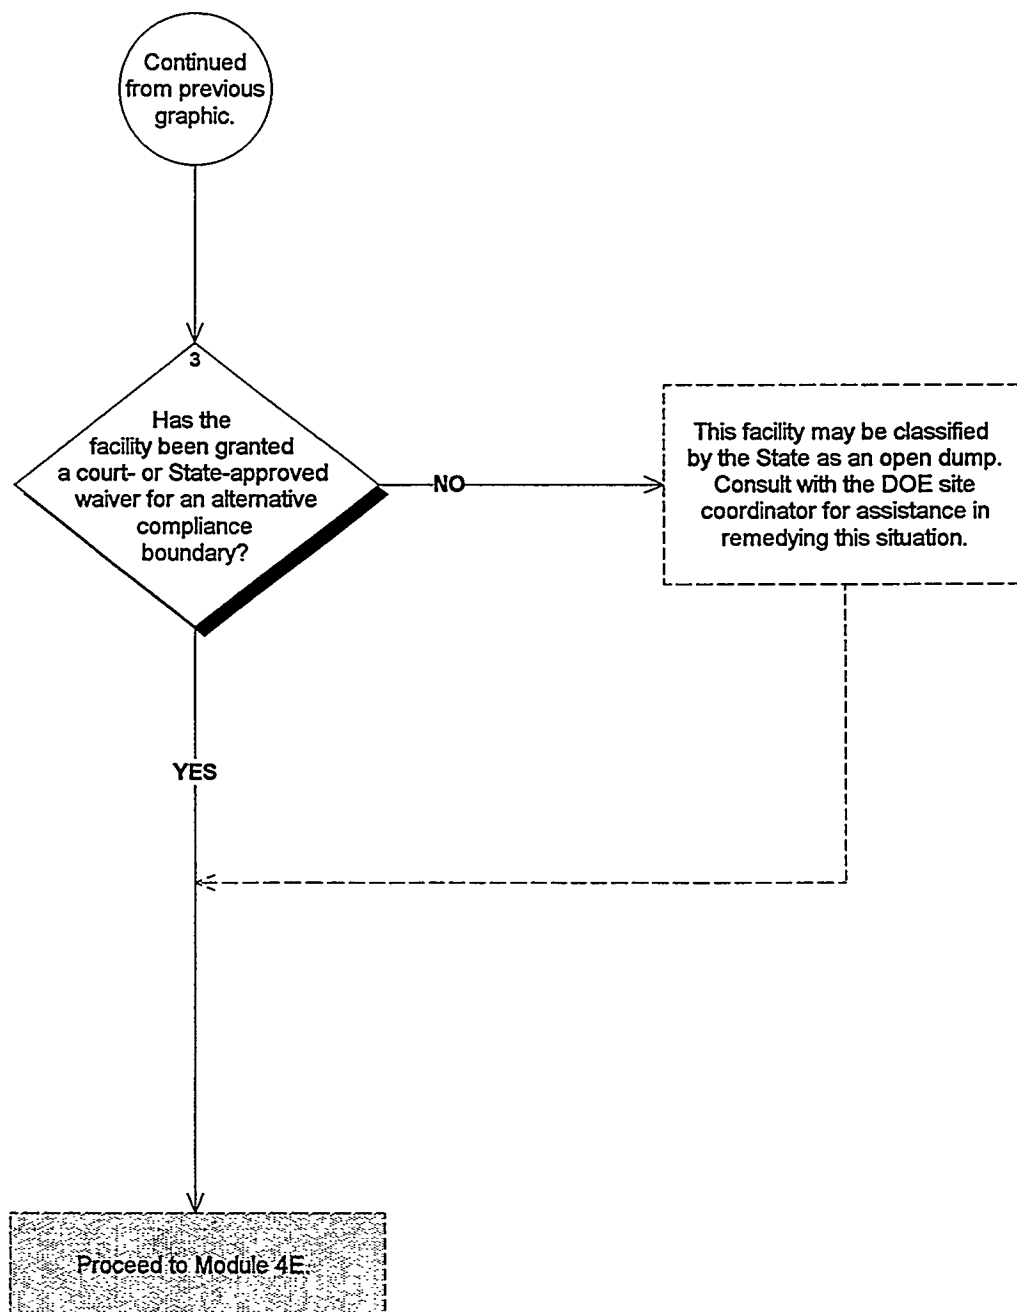 Continued
from previous
graphic.
3
Has the
facility been granted
a court- or State-approved
waiver for an alternative
compliance
boundary?
NO
This facility may be classified
by the State as an open dump.
Consult with the DOE site
coordinator for assistance in
remedying this situation.
YES
Proceed to Module 4E.